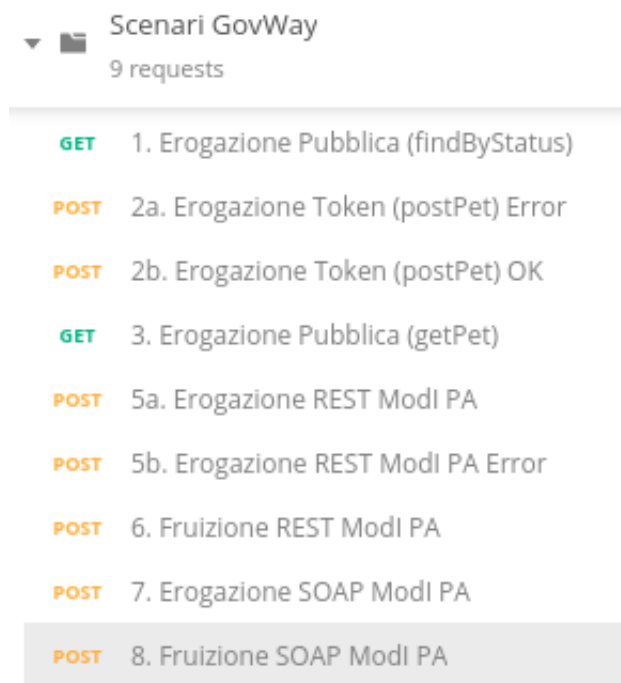 Scenari GovWay
9 requests
GET 1. Erogazione Pubblica (findByStatus)
POST 2a. Erogazione Token (postPet) Error
POST 2b. Erogazione Token (postPet) OK
GET 3. Erogazione Pubblica (getPet)
POST 5a. Erogazione REST ModI PA
POST 5b. Erogazione REST ModI PA Error
POST 6. Fruizione REST ModI PA
POST 7. Erogazione SOAP ModI PA
POST 8. Fruizione SOAP ModI PA